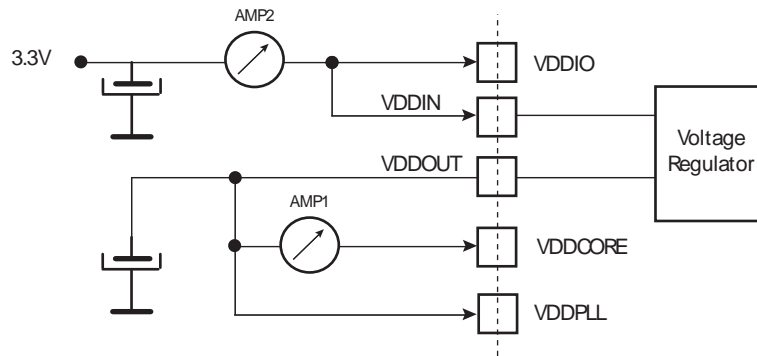 AMP2
3.3V
VDDIO
VDDIN
Voltage
Regulator
VDDOUT
AMP1
VDDCORE
VDDPLL